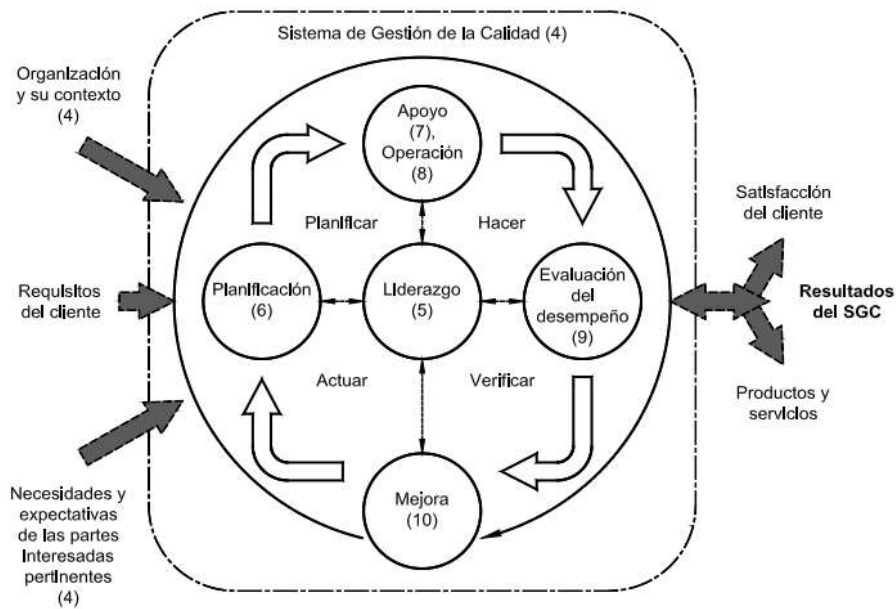 Sistema de Gestión de la Calidad (4)
Organización
y su contexto
(4)
Apoyo
(7),
Operación
(8)
Satisfacción
del cliente
Planificar
Hacer
Requisitos
del cliente
Planificación
(6)
Liderazgo
(5)
Evaluación
del
desempeño
(9)
Resultados
del SGC
Actuar
Verificar
Productos y
servicios
Mejora
(10)
Necesidades y
expectativas
de las partes
Interesadas
pertinentes
(4)